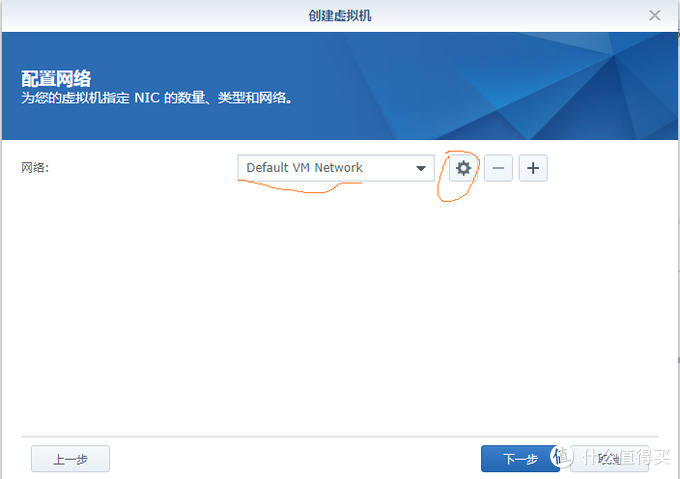 创建虚拟机
配置网络
为您的虚拟机指定 NIC 的数量、类型和网络。
网络:
Default VM Network
上一步
下一步
取消
值 什么值得买